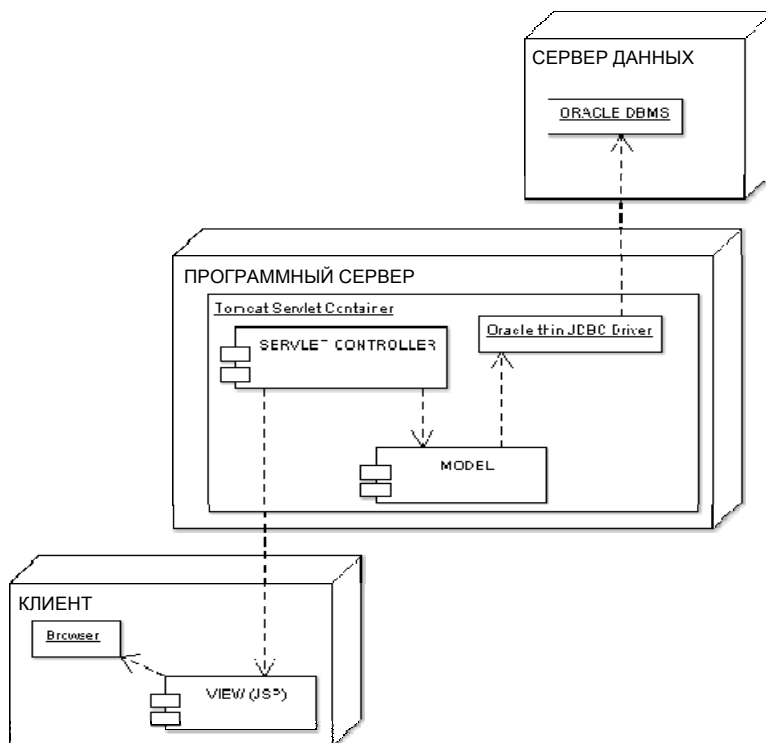 СЕРВЕР ДАННЫХ
ORACLE DBMS
ПРОГРАММНЫЙ СЕРВЕР
Tomcat Servlet Container
SERVLET CONTROLLER
Oracle thin JDBC Driver
MODEL
КЛИЕНТ
Browser
VIEW (JSP)